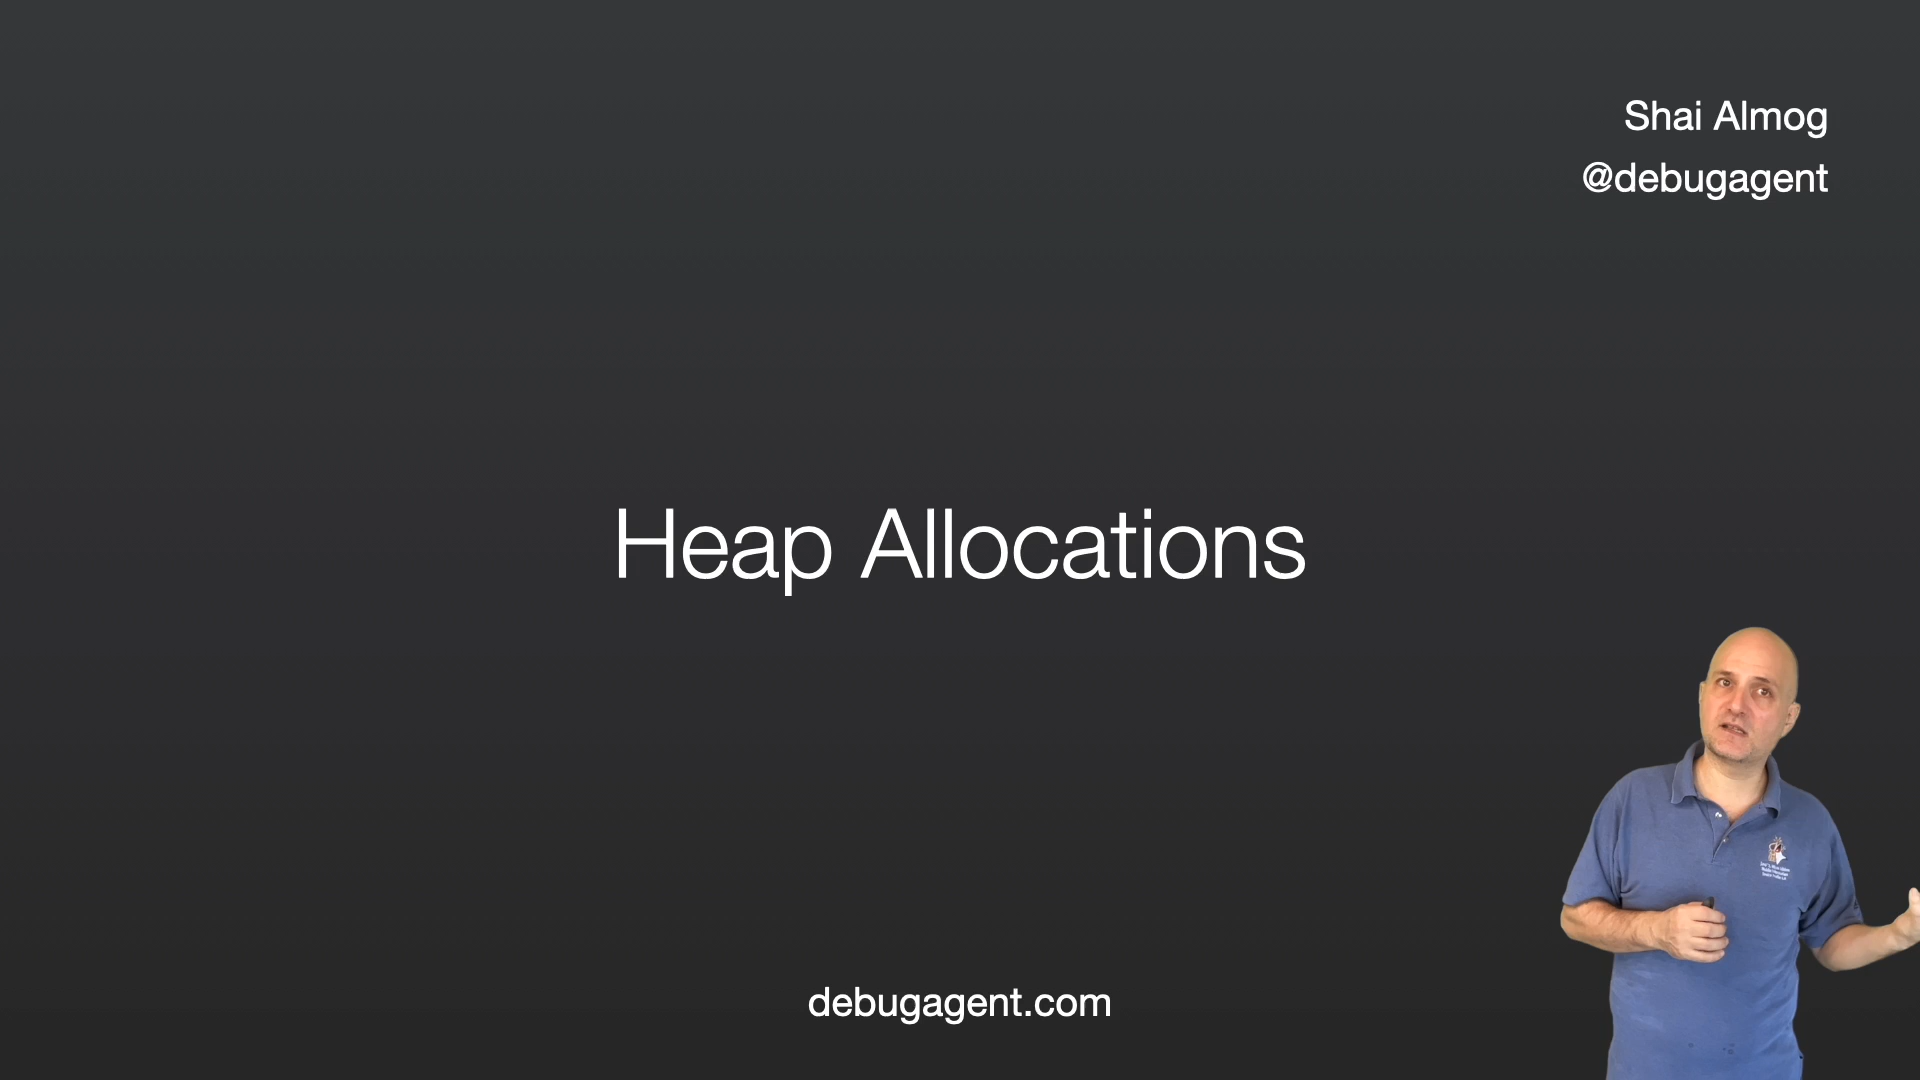 Shai Almog
@debugagent
Heap Allocations
debugagent.com